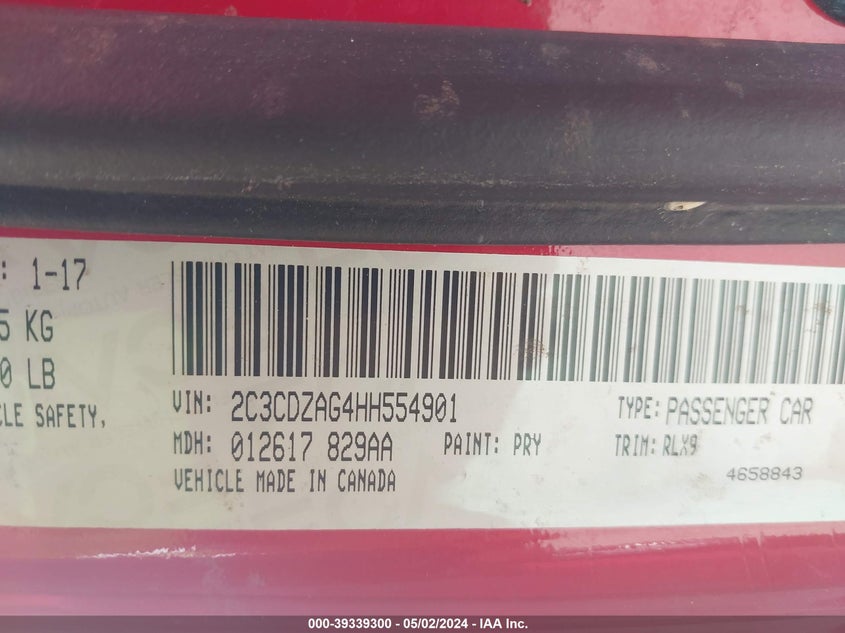 : 1-17
5 KG
0 LB
CLE SAFETY,
VIN: 2C3CDZAG4HH554901
TYPE: PASSENGER CAR
MDH: 012617 829AA
PAINT: PRY
TRIM: RLX9
VEHICLE MADE IN CANADA
4658843
000-39339300 - 05/02/2024 - IAA Inc.